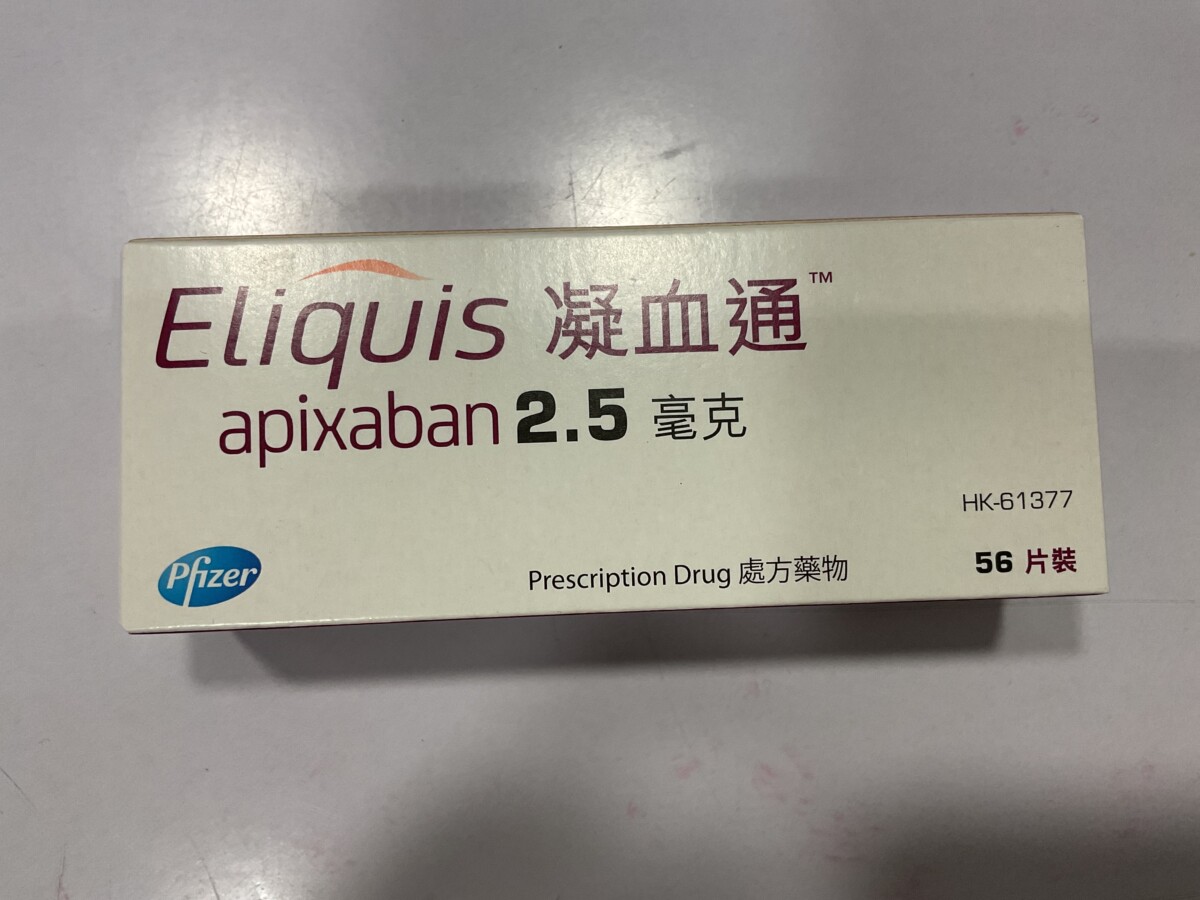 Eliquis 凝血通™
apixaban 2.5 毫克
HK-61377
Pfizer
Prescription Drug 處方藥物
56 片裝